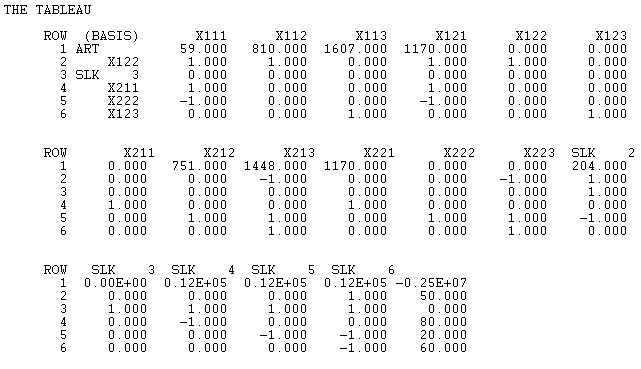 THE TABLEAU
ROW (BASIS) X111 X112 X113 X121 X122 X123
1 ART 59.000 810.000 1607.000 1170.000 0.000 0.000
2 X122 1.000 1.000 0.000 1.000 1.000 0.000
3 SLK 3 0.000 0.000 0.000 0.000 0.000 0.000
4 X211 1.000 0.000 0.000 1.000 0.000 0.000
5 X222 -1.000 0.000 0.000 -1.000 0.000 0.000
6 X123 0.000 0.000 1.000 0.000 0.000 1.000
ROW X211 X212 X213 X221 X222 X223 SLK 2
1 0.000 751.000 1448.000 1170.000 0.000 0.000 204.000
2 0.000 0.000 -1.000 0.000 0.000 -1.000 1.000
3 0.000 0.000 0.000 0.000 0.000 0.000 1.000
4 1.000 0.000 0.000 1.000 0.000 0.000 0.000
5 0.000 1.000 1.000 0.000 1.000 1.000 -1.000
6 0.000 0.000 1.000 0.000 0.000 1.000 0.000
ROW SLK 3 SLK 4 SLK 5 SLK 6
1 0.00E+00 0.12E+05 0.12E+05 0.12E+05 -0.25E+07
2 0.000 0.000 0.000 1.000 50.000
3 1.000 1.000 1.000 1.000 0.000
4 0.000 -1.000 0.000 0.000 80.000
5 0.000 0.000 -1.000 -1.000 20.000
6 0.000 0.000 0.000 -1.000 60.000